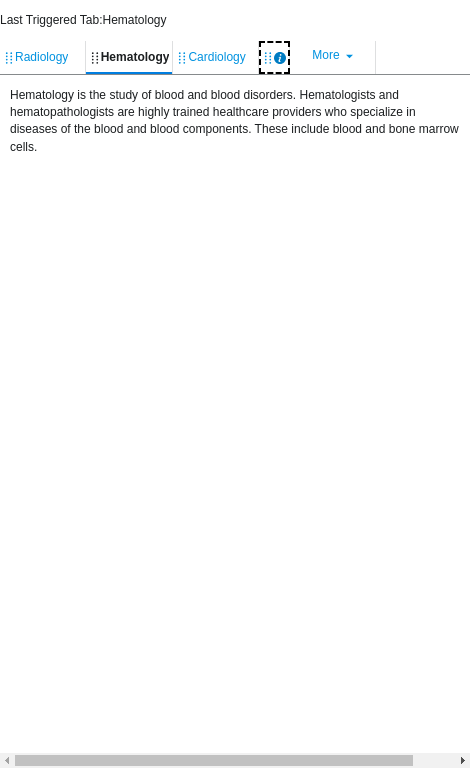 Last Triggered Tab:Hematology
Radiology Hematology Cardiology i More
Hematology is the study of blood and blood disorders. Hematologists and
hematopathologists are highly trained healthcare providers who specialize in
diseases of the blood and blood components. These include blood and bone marrow
cells.